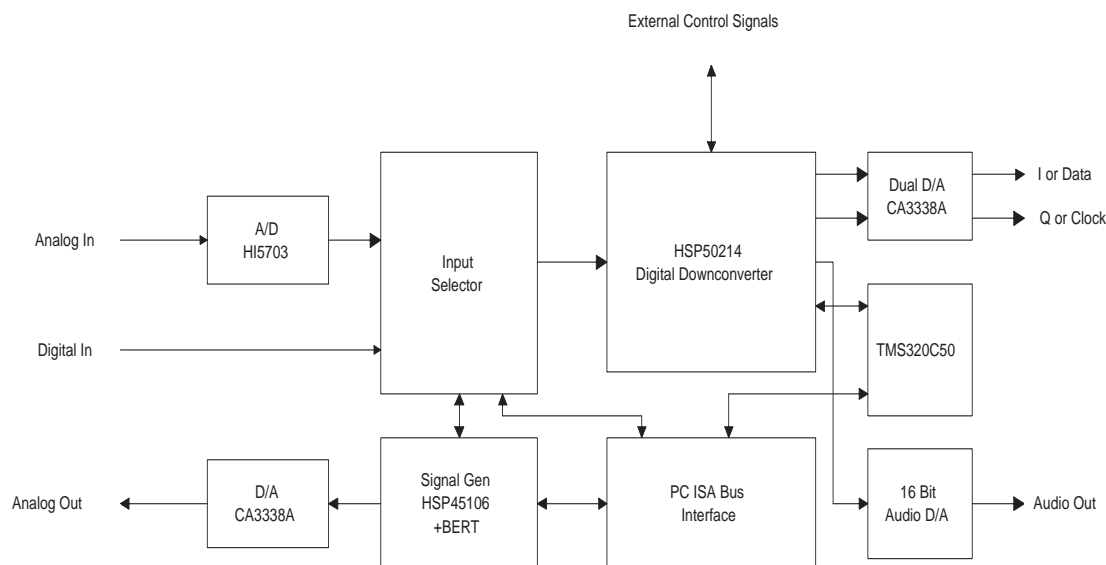 External Control Signals
Analog In
A/D
HI5703
Input
Selector
HSP50214
Digital Downconverter
Dual D/A
CA3338A
I or Data
Q or Clock
Digital In
TMS320C50
Analog Out
D/A
CA3338A
Signal Gen
HSP45106
+BERT
PC ISA Bus
Interface
16 Bit
Audio D/A
Audio Out